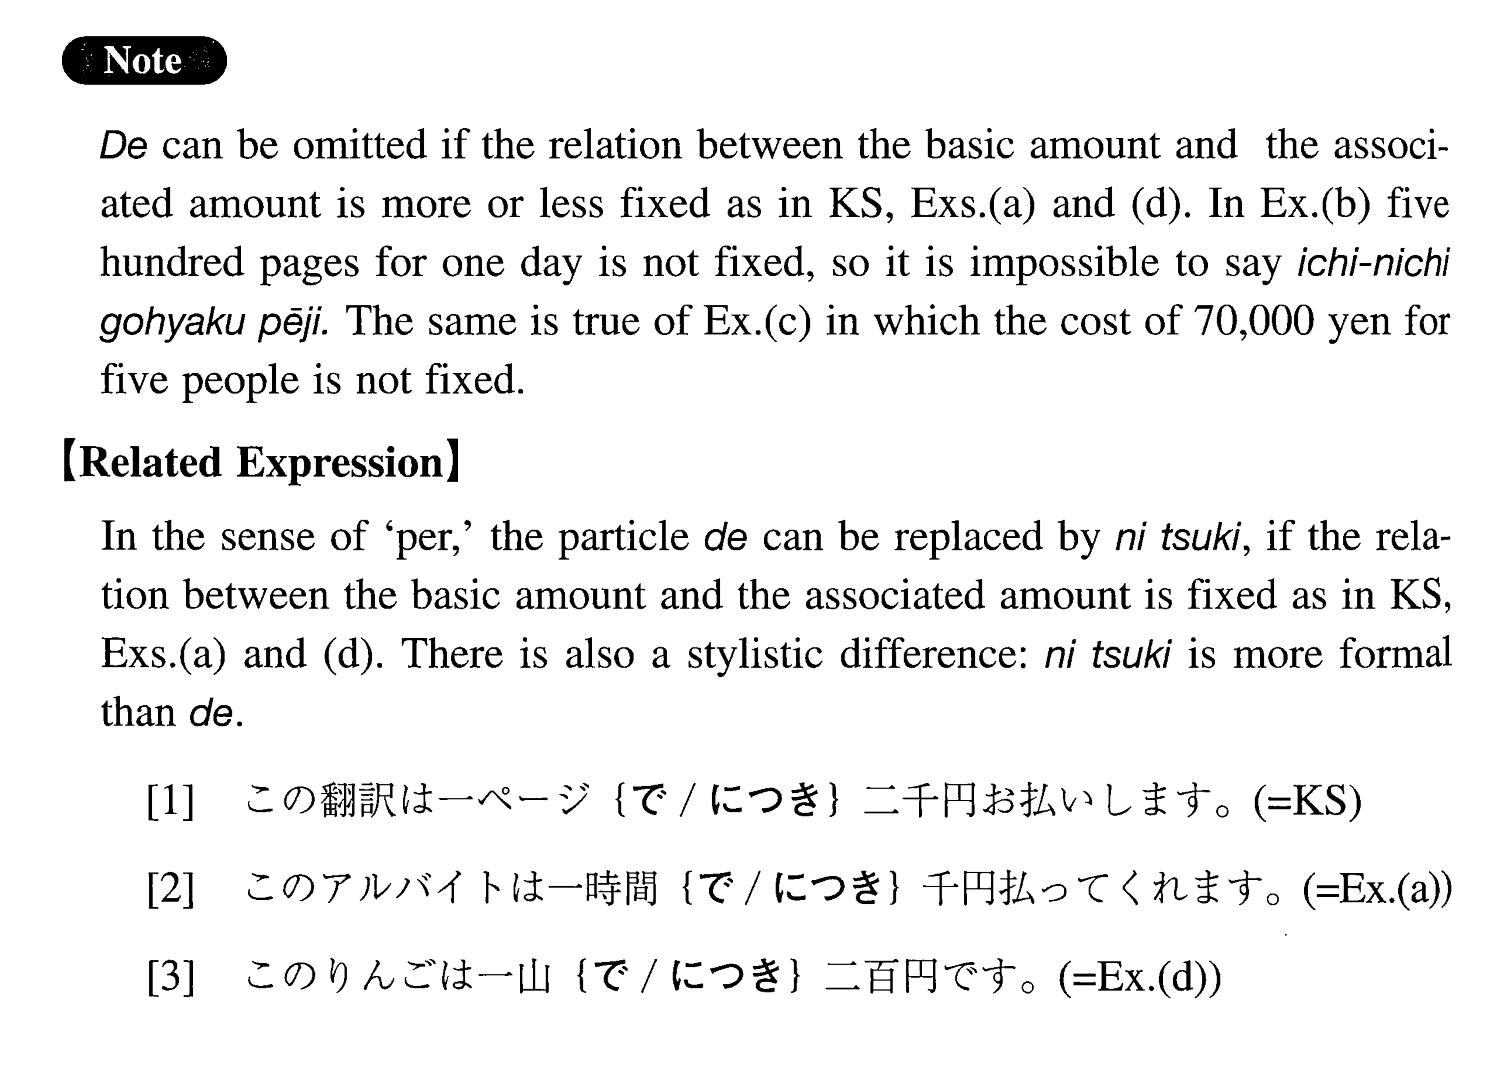 Note
De can be omitted if the relation between the basic amount and the associ-
ated amount is more or less fixed as in KS, Exs.(a) and (d). In Ex.(b) five
hundred pages for one day is not fixed, so it is impossible to say ichi-nichi
gohyaku pēji. The same is true of Ex.(c) in which the cost of 70,000 yen for
five people is not fixed.
【Related Expression】
In the sense of ‘per,’ the particle de can be replaced by ni tsuki, if the rela-
tion between the basic amount and the associated amount is fixed as in KS,
Exs.(a) and (d). There is also a stylistic difference: ni tsuki is more formal
than de.
[1] この翻訳は一ページ {で / につき} 二千円お払いします。(=KS)
[2] このアルバイトは一時間 {で / につき} 千円払ってくれます。(=Ex.(a))
[3] このりんごは一山 {で / につき} 二百円です。(=Ex.(d))